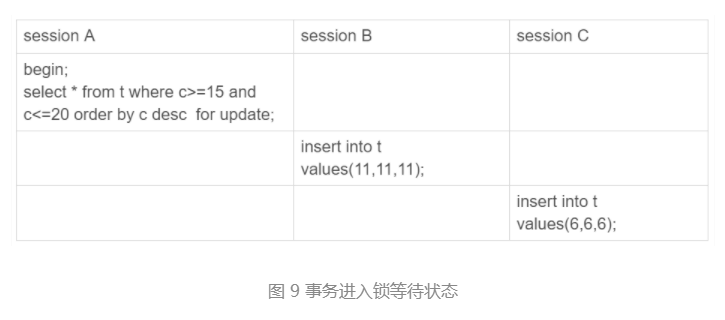 session A
session B
session C
begin;
select * from t where c>=15 and
c<=20 order by c desc  for update;
insert into t
values(11,11,11);
insert into t
values(6,6,6);
图 9 事务进入锁等待状态